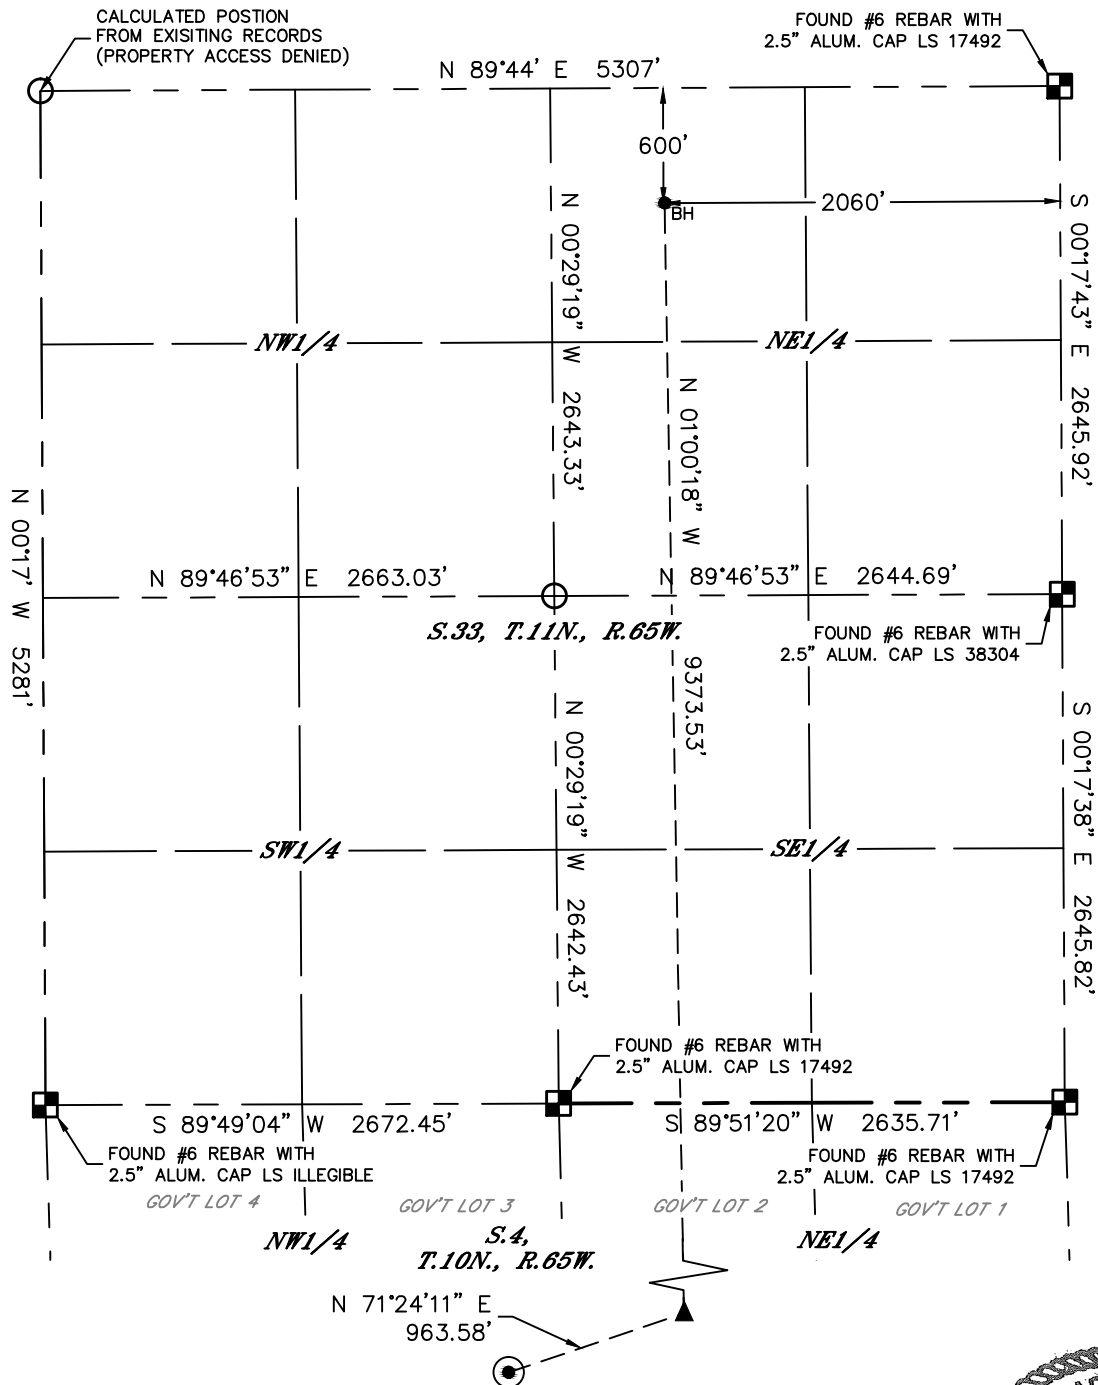 CALCULATED POSTION
FROM EXISITING RECORDS
(PROPERTY ACCESS DENIED)
FOUND #6 REBAR WITH
2.5" ALUM. CAP LS 17492
N 89°44' E 5307'
600'
BH
2060'
N 00°29'19" W 2643.33'
S 00°17'43" E 2645.92'
NW1/4
NE1/4
N 01°00'18" W 9373.53'
N 00°17' W 5281'
N 89°46'53" E 2663.03'
N 89°46'53" E 2644.69'
S.33, T.11N., R.65W.
FOUND #6 REBAR WITH
2.5" ALUM. CAP LS 38304
N 00°29'19" W 2642.43'
S 00°17'38" E 2645.82'
SW1/4
SE1/4
FOUND #6 REBAR WITH
2.5" ALUM. CAP LS 17492
S 89°49'04" W 2672.45'
S 89°51'20" W 2635.71'
FOUND #6 REBAR WITH
2.5" ALUM. CAP LS ILLEGIBLE
FOUND #6 REBAR WITH
2.5" ALUM. CAP LS 17492
GOV'T LOT 4
GOV'T LOT 3
GOV'T LOT 2
GOV'T LOT 1
NW1/4
S.4,
T.10N., R.65W.
NE1/4
N 71°24'11" E
963.58'